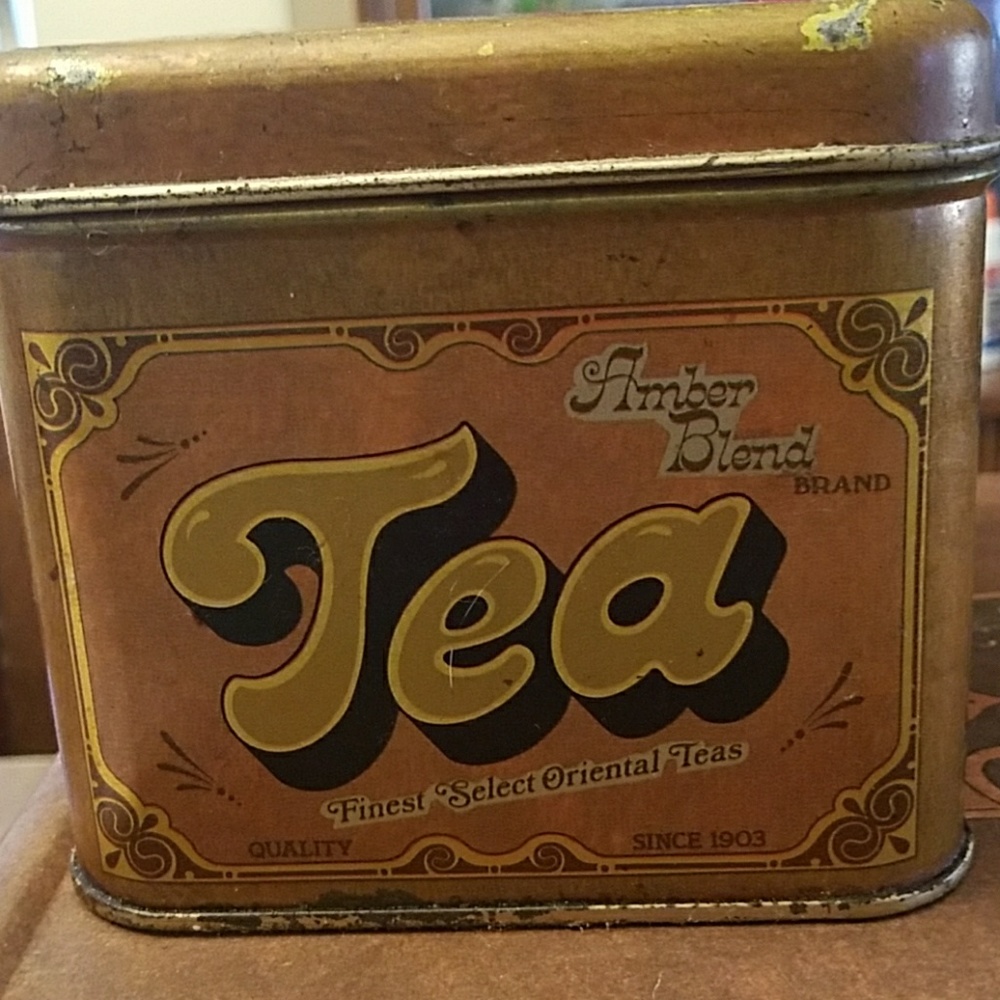 Amber
Blend
BRAND
Tea
Finest Select Oriental Teas
QUALITY
SINCE 1903